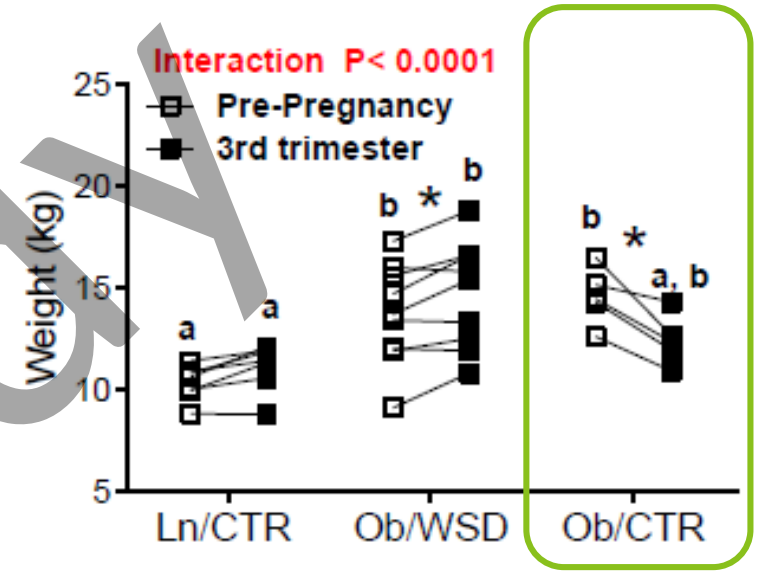 Interaction P< 0.0001
Pre-Pregnancy
3rd trimester
Weight (kg)
25
20
15
10
5
a
a
b
*
b
b
*
a, b
Ln/CTR
Ob/WSD
Ob/CTR